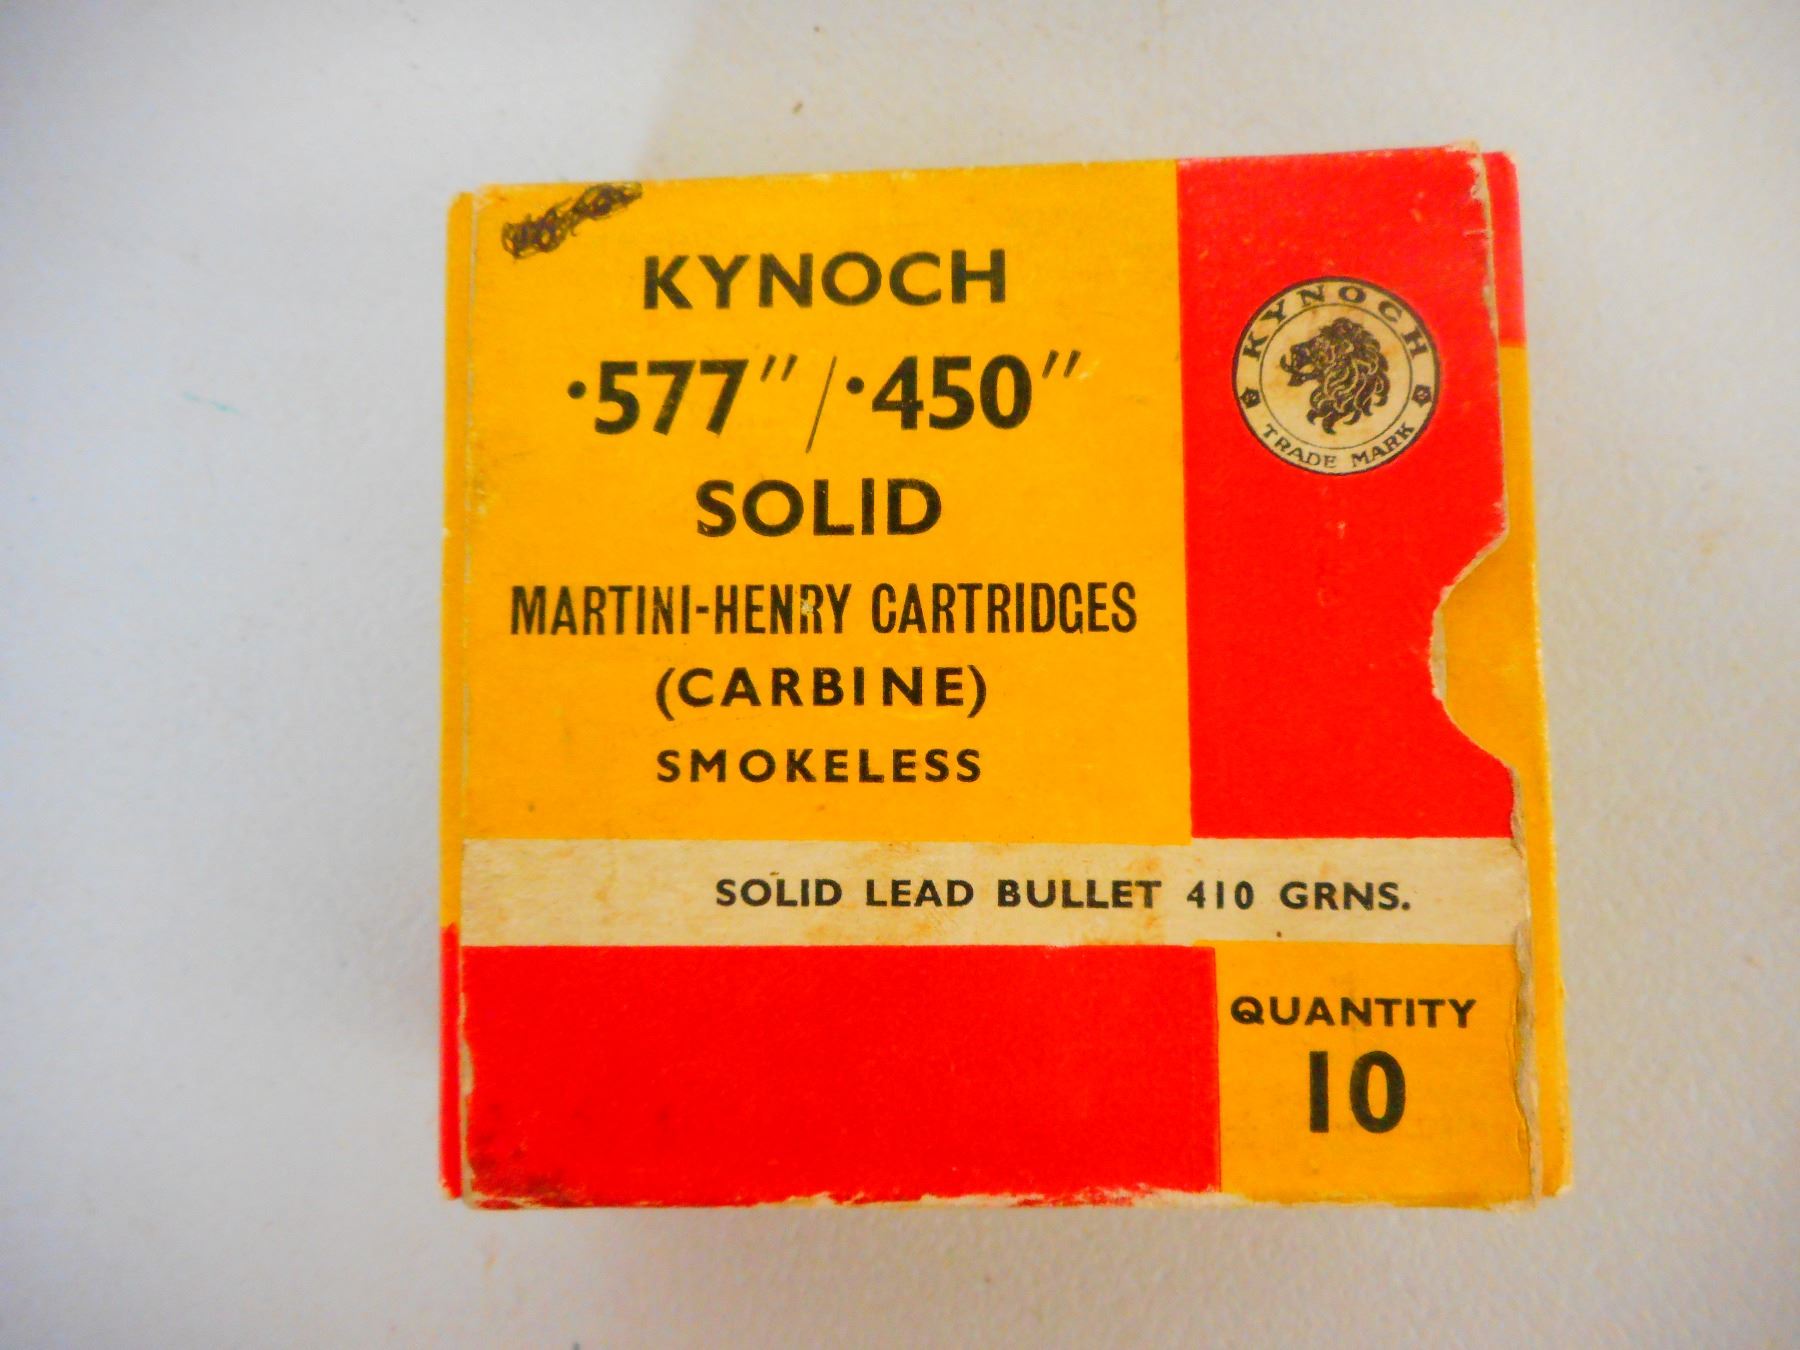 KYNOCH
·577"/·450"
SOLID
MARTINI-HENRY CARTRIDGES
(CARBINE)
SMOKELESS
KYNOCH
TRADE MARK
SOLID LEAD BULLET 410 GRNS.
QUANTITY
10